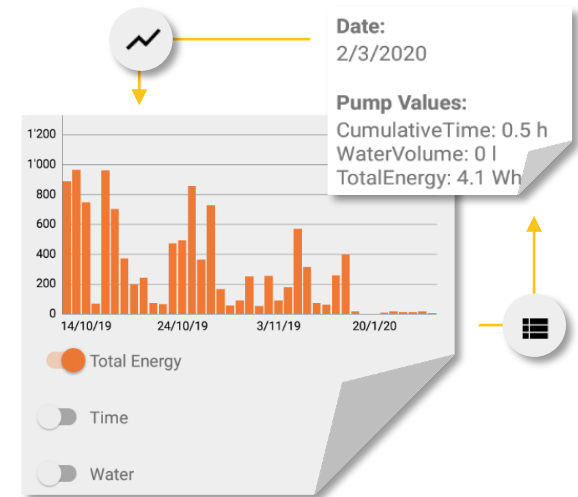 Date:
2/3/2020
Pump Values:
CumulativeTime: 0.5 h
WaterVolume: 0 l
TotalEnergy: 4.1 Wh
1'200
1'000
800
600
400
200
0
14/10/19 24/10/19 3/11/19 20/1/20
Total Energy
Time
Water